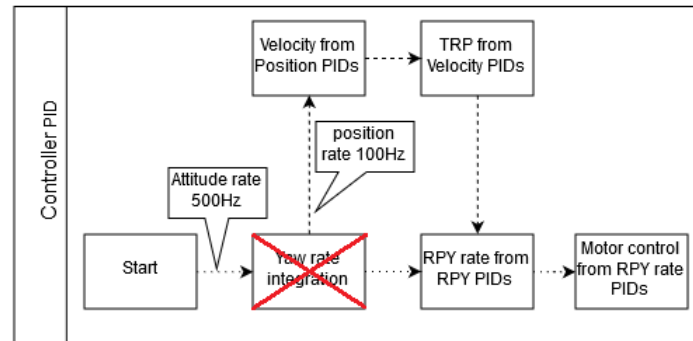 Controller PID
Velocity from
Position PIDs
TRP from
Velocity PIDs
position
rate 100Hz
Attitude rate
500Hz
Start
Yaw rate
integration
RPY rate from
RPY PIDs
Motor control
from RPY rate
PIDs